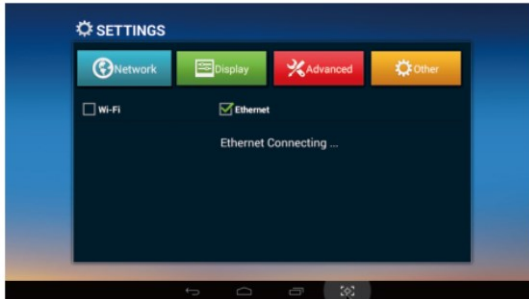 SETTINGS
Network Display Advanced Other
Wi-Fi Ethernet
Ethernet Connecting ...